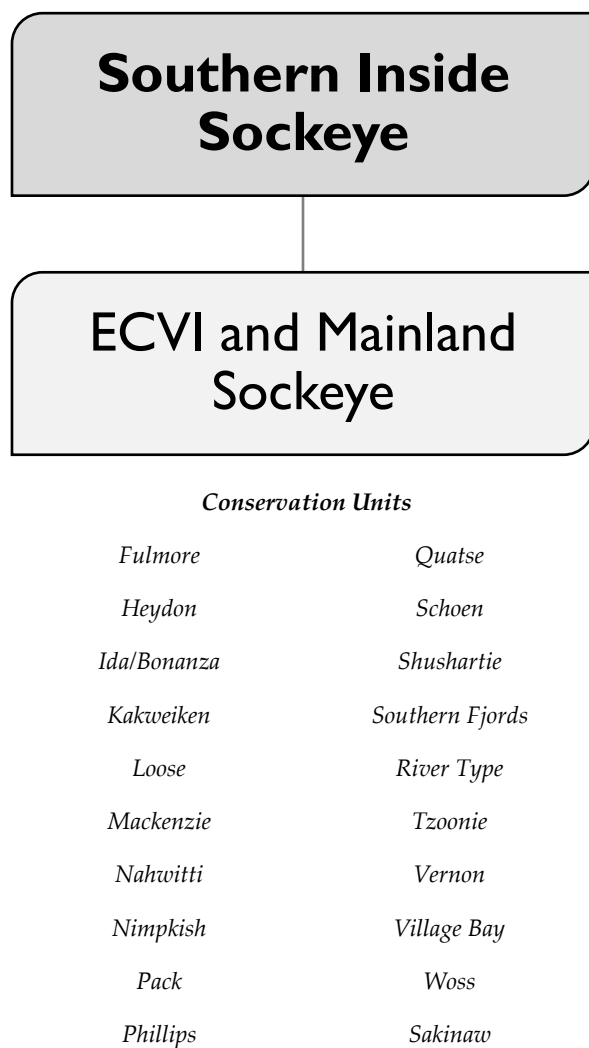 Southern Inside
Sockeye
ECVI and Mainland
Sockeye
Conservation Units
Fulmore
Heydon
Ida/Bonanza
Kakweiken
Loose
Mackenzie
Nahwitti
Nimpkish
Pack
Phillips
Quatse
Schoen
Shushartie
Southern Fjords
River Type
Tzoonie
Vernon
Village Bay
Woss
Sakinaw